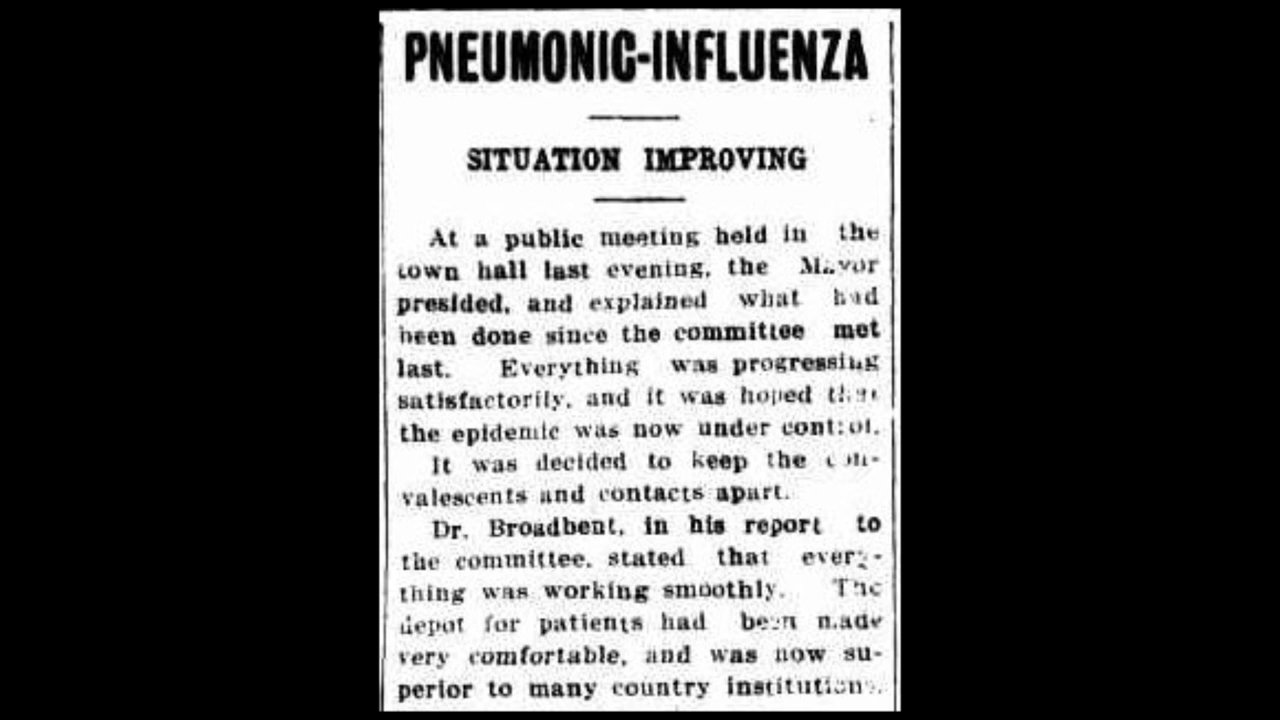 PNEUMONIC-INFLUENZA
SITUATION IMPROVING
At a public meeting held in the
town hall last evening, the Mayor
presided, and explained what had
been done since the committee met
last. Everything was progressing
satisfactorily, and it was hoped that
the epidemic was now under control.
It was decided to keep the con-
valescents and contacts apart.
Dr. Broadbent, in his report to
the committee, stated that every-
thing was working smoothly. The
depot for patients had been made
very comfortable, and was now su-
perior to many country institutions.